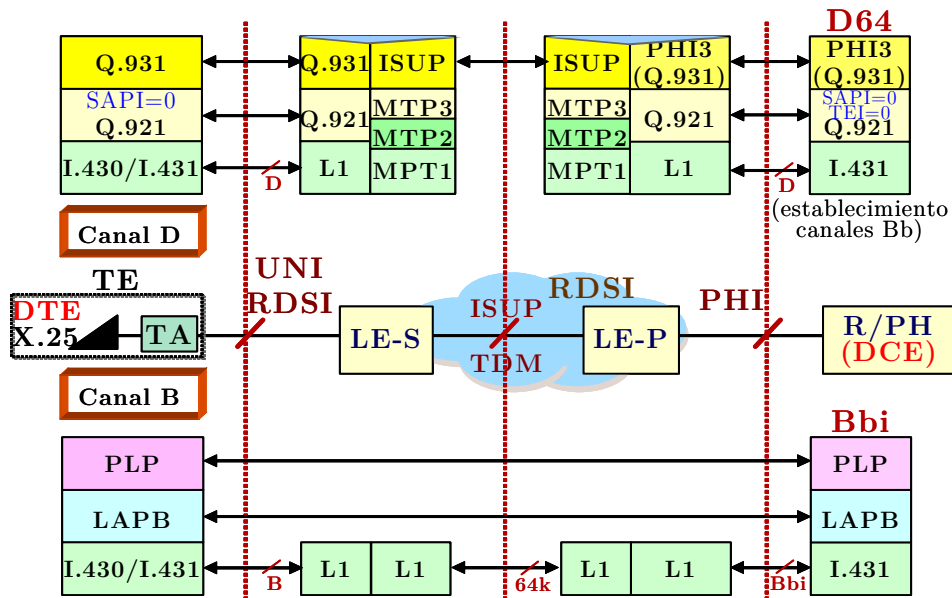 D64
Q.931
Q.931
ISUP
ISUP
PHI3
(Q.931)
PHI3
(Q.931)
SAPI=0
Q.921
Q.921
MTP3
MTP2
MTP3
MTP2
Q.921
SAPI=0
TEI=0
Q.921
I.430/I.431
D
L1
MPT1
MPT1
L1
D
I.431
(establecimiento
canales Bb)
Canal D
TE
UNI
RDSI
DTE
X.25
TA
LE-S
ISUP
TDM
RDSI
LE-P
PHI
R/PH
(DCE)
Canal B
Bbi
PLP
PLP
LAPB
LAPB
I.430/I.431
B
L1
L1
64k
L1
L1
Bbi
I.431